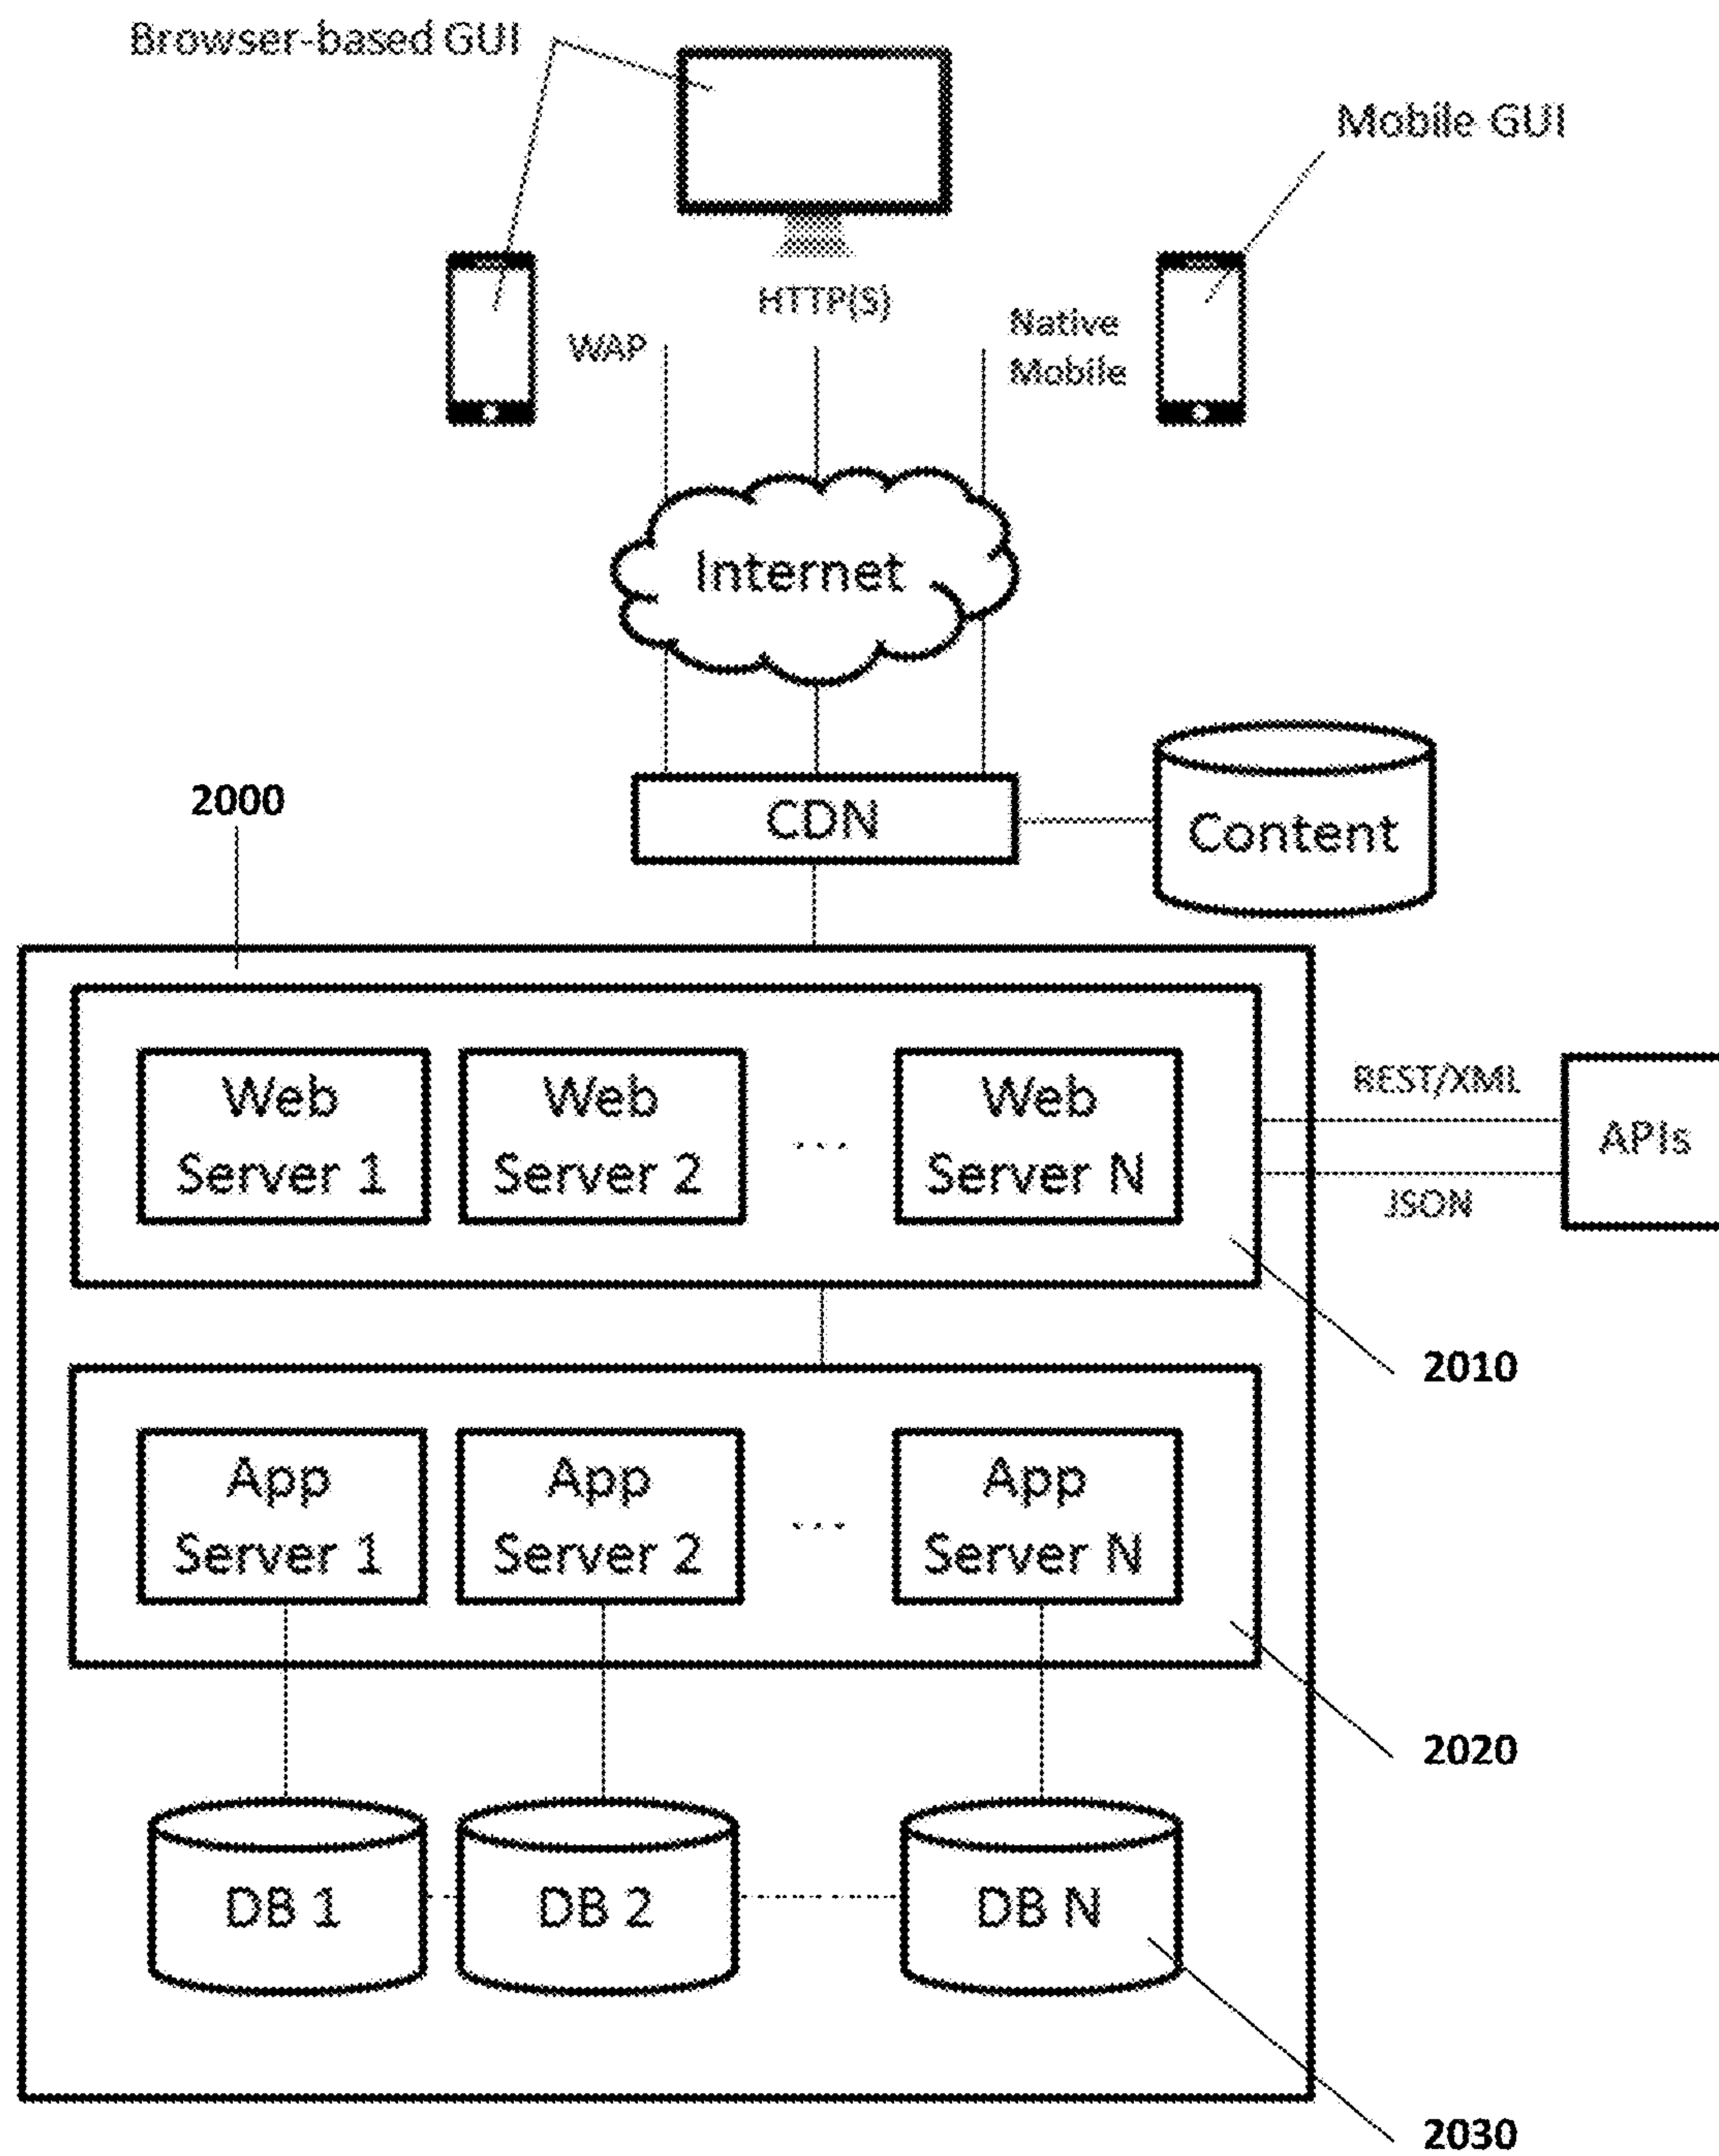 Browser-based GUI
Mobile GUI
HTTP(S)
WAP
Native
Mobile
Internet
CDN
Content
2000
Web
Server 1
Web
Server 2
...
Web
Server N
REST/XML
APIs
JSON
2010
App
Server 1
App
Server 2
...
App
Server N
2020
DB 1
DB 2
DB N
2030